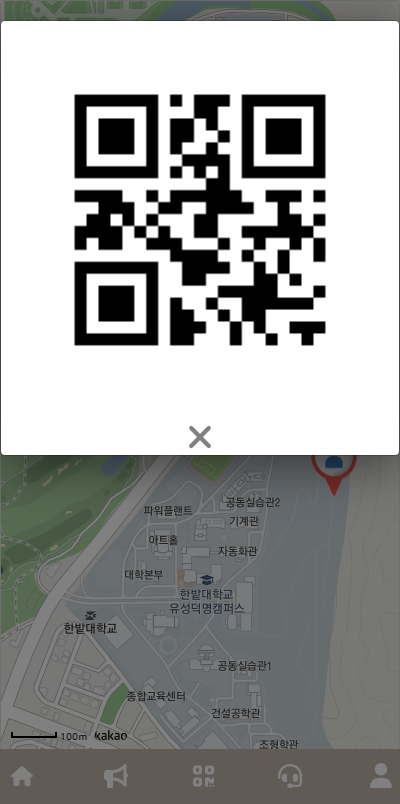 공동실습관2
파워플랜트
기계관
아트홀
자동화관
대학본부
한밭대학교
유성덕명캠퍼스
한밭대학교
공동실습관1
종합교육센터
건설공학관
100m kakao
조형학관